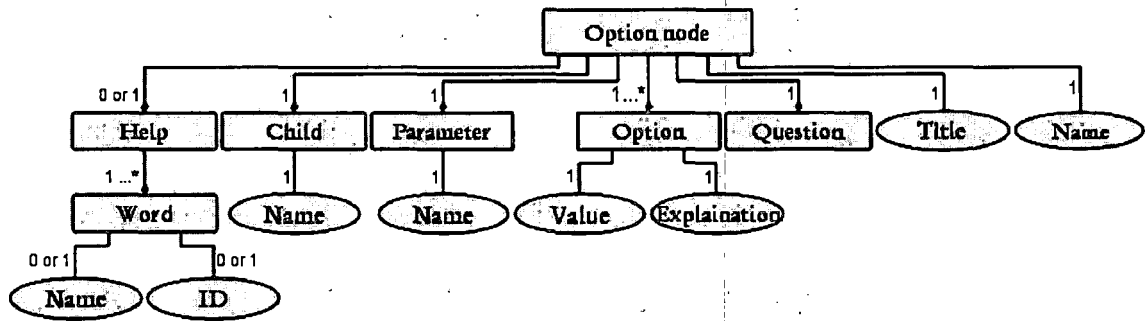 Option node
0 or 1 1 1 1 ...* 1 1 1
Help Child Parameter Option Question Title Name
1 ...* 1 1 1 1
Word Name Name Value Explaination
0 or 1 0 or 1
Name ID